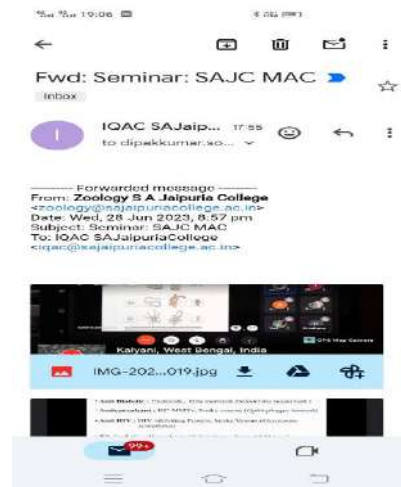 19:06
Fwd: Seminar: SAJC MAC
Inbox
I
IQAC SAJaip... 17:55
to dipakkumar.so...
---------- Forwarded message ---------
From: Zoology S A Jaipuria College
<zoology@sajaipuriacollege.ac.in>
Date: Wed, 28 Jun 2023, 8:57 pm
Subject: Seminar: SAJC MAC
To: IQAC SAJaipuriaCollege
<iqac@sajaipuriacollege.ac.in>
GPS Map Camera
Kalyani, West Bengal, India
IMG-202...019.jpg
99+